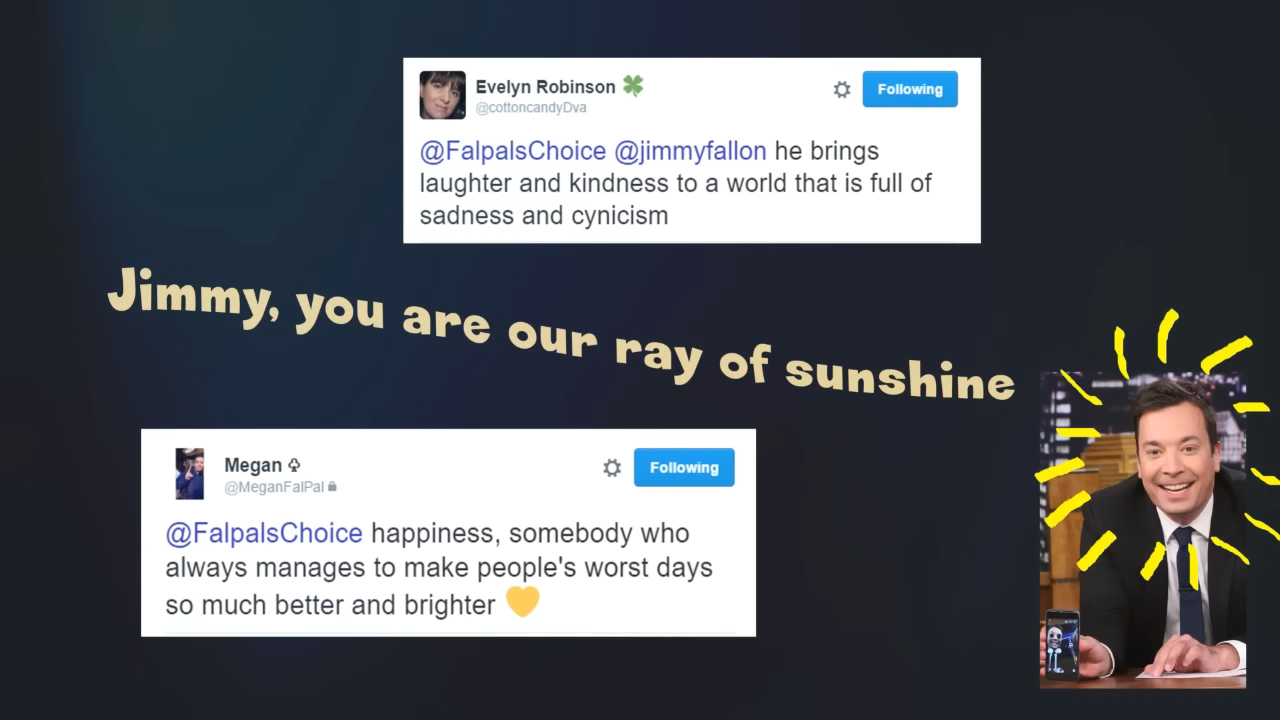 Evelyn Robinson 🍀
@cottoncandyDva
Following
@FalpalsChoice @jimmyfallon he brings
laughter and kindness to a world that is full of
sadness and cynicism
Jimmy, you are our ray of sunshine
Megan ♧
@MeganFalPal
Following
@FalpalsChoice happiness, somebody who
always manages to make people's worst days
so much better and brighter 💛